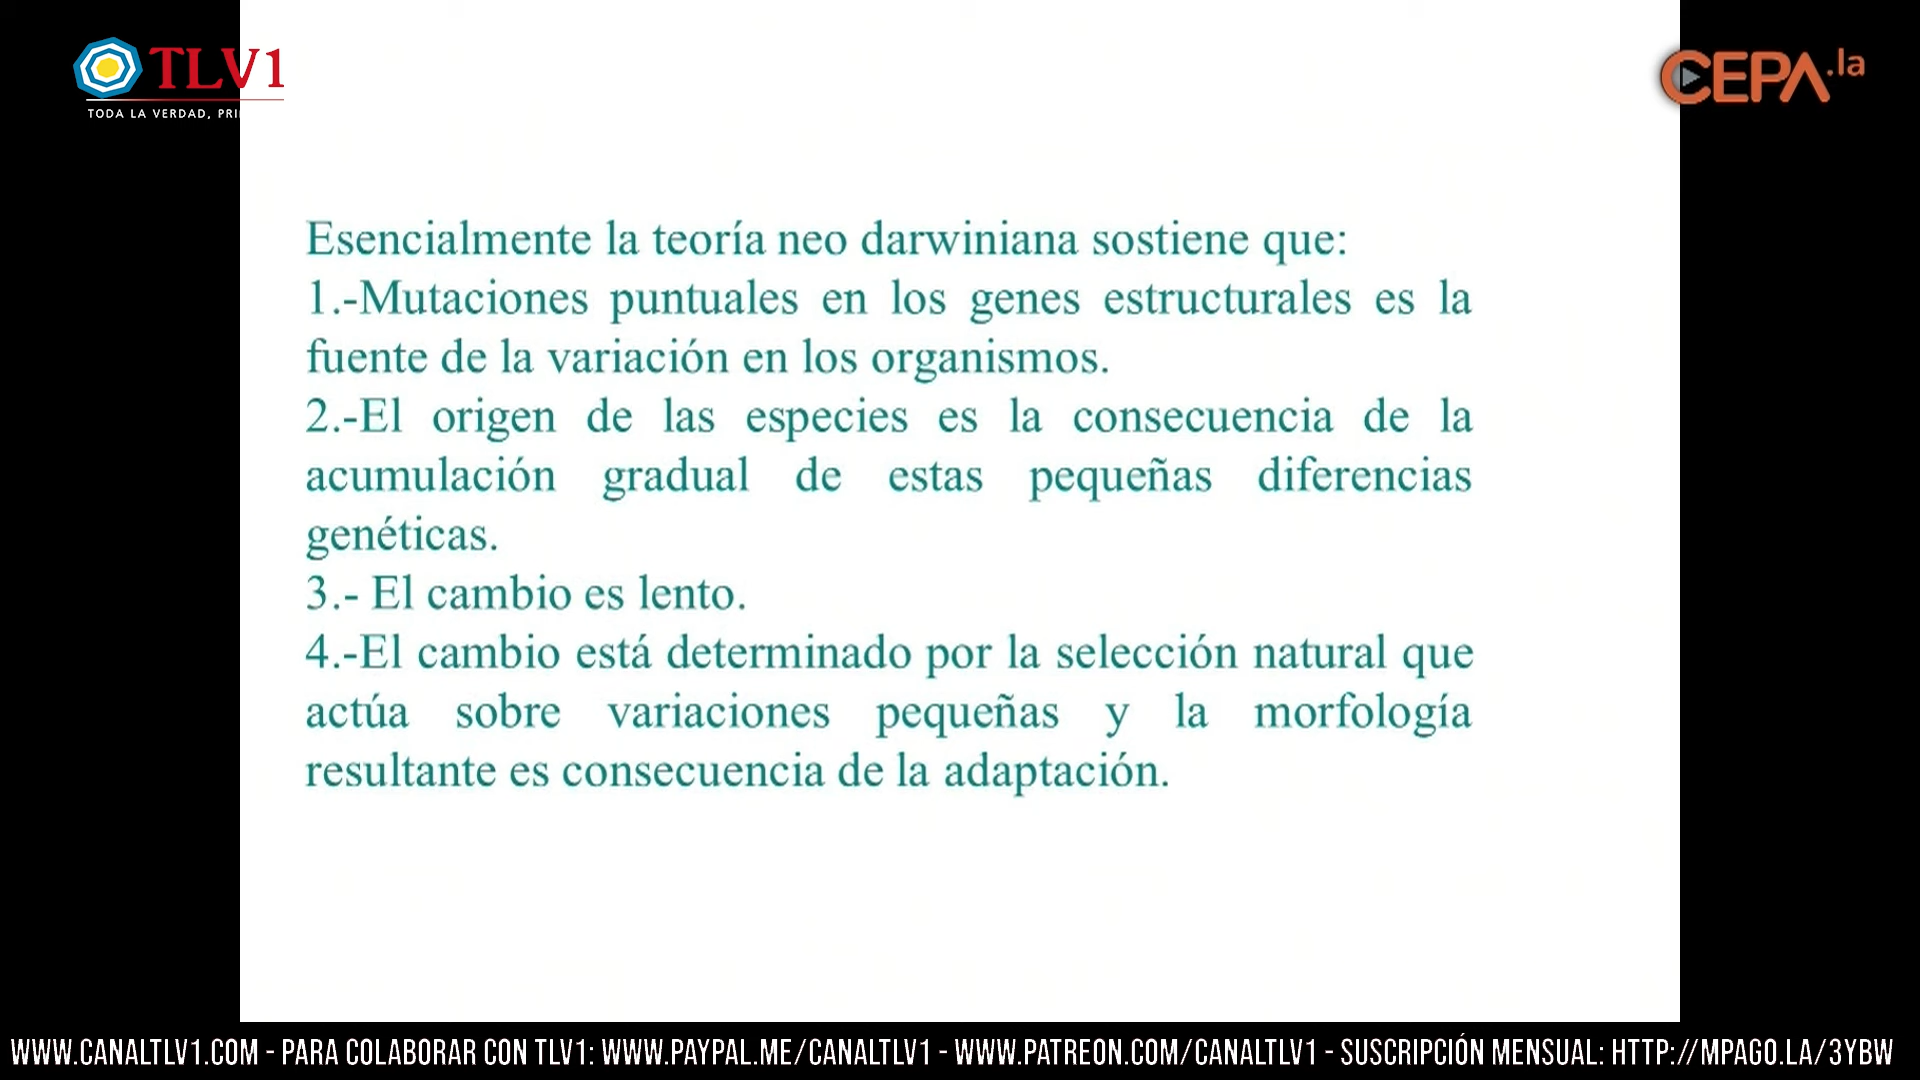 TLV1
TODA LA VERDAD, PRI
CEPA.la
Esencialmente la teoría neo darwiniana sostiene que:
1.-Mutaciones puntuales en los genes estructurales es la
fuente de la variación en los organismos.
2.-El origen de las especies es la consecuencia de la
acumulación gradual de estas pequeñas diferencias
genéticas.
3.- El cambio es lento.
4.-El cambio está determinado por la selección natural que
actúa sobre variaciones pequeñas y la morfología
resultante es consecuencia de la adaptación.
WWW.CANALTLV1.COM - PARA COLABORAR CON TLV1: WWW.PAYPAL.ME/CANALTLV1 - WWW.PATREON.COM/CANALTLV1 - SUSCRIPCIÓN MENSUAL: HTTP://MPAGO.LA/3YBW